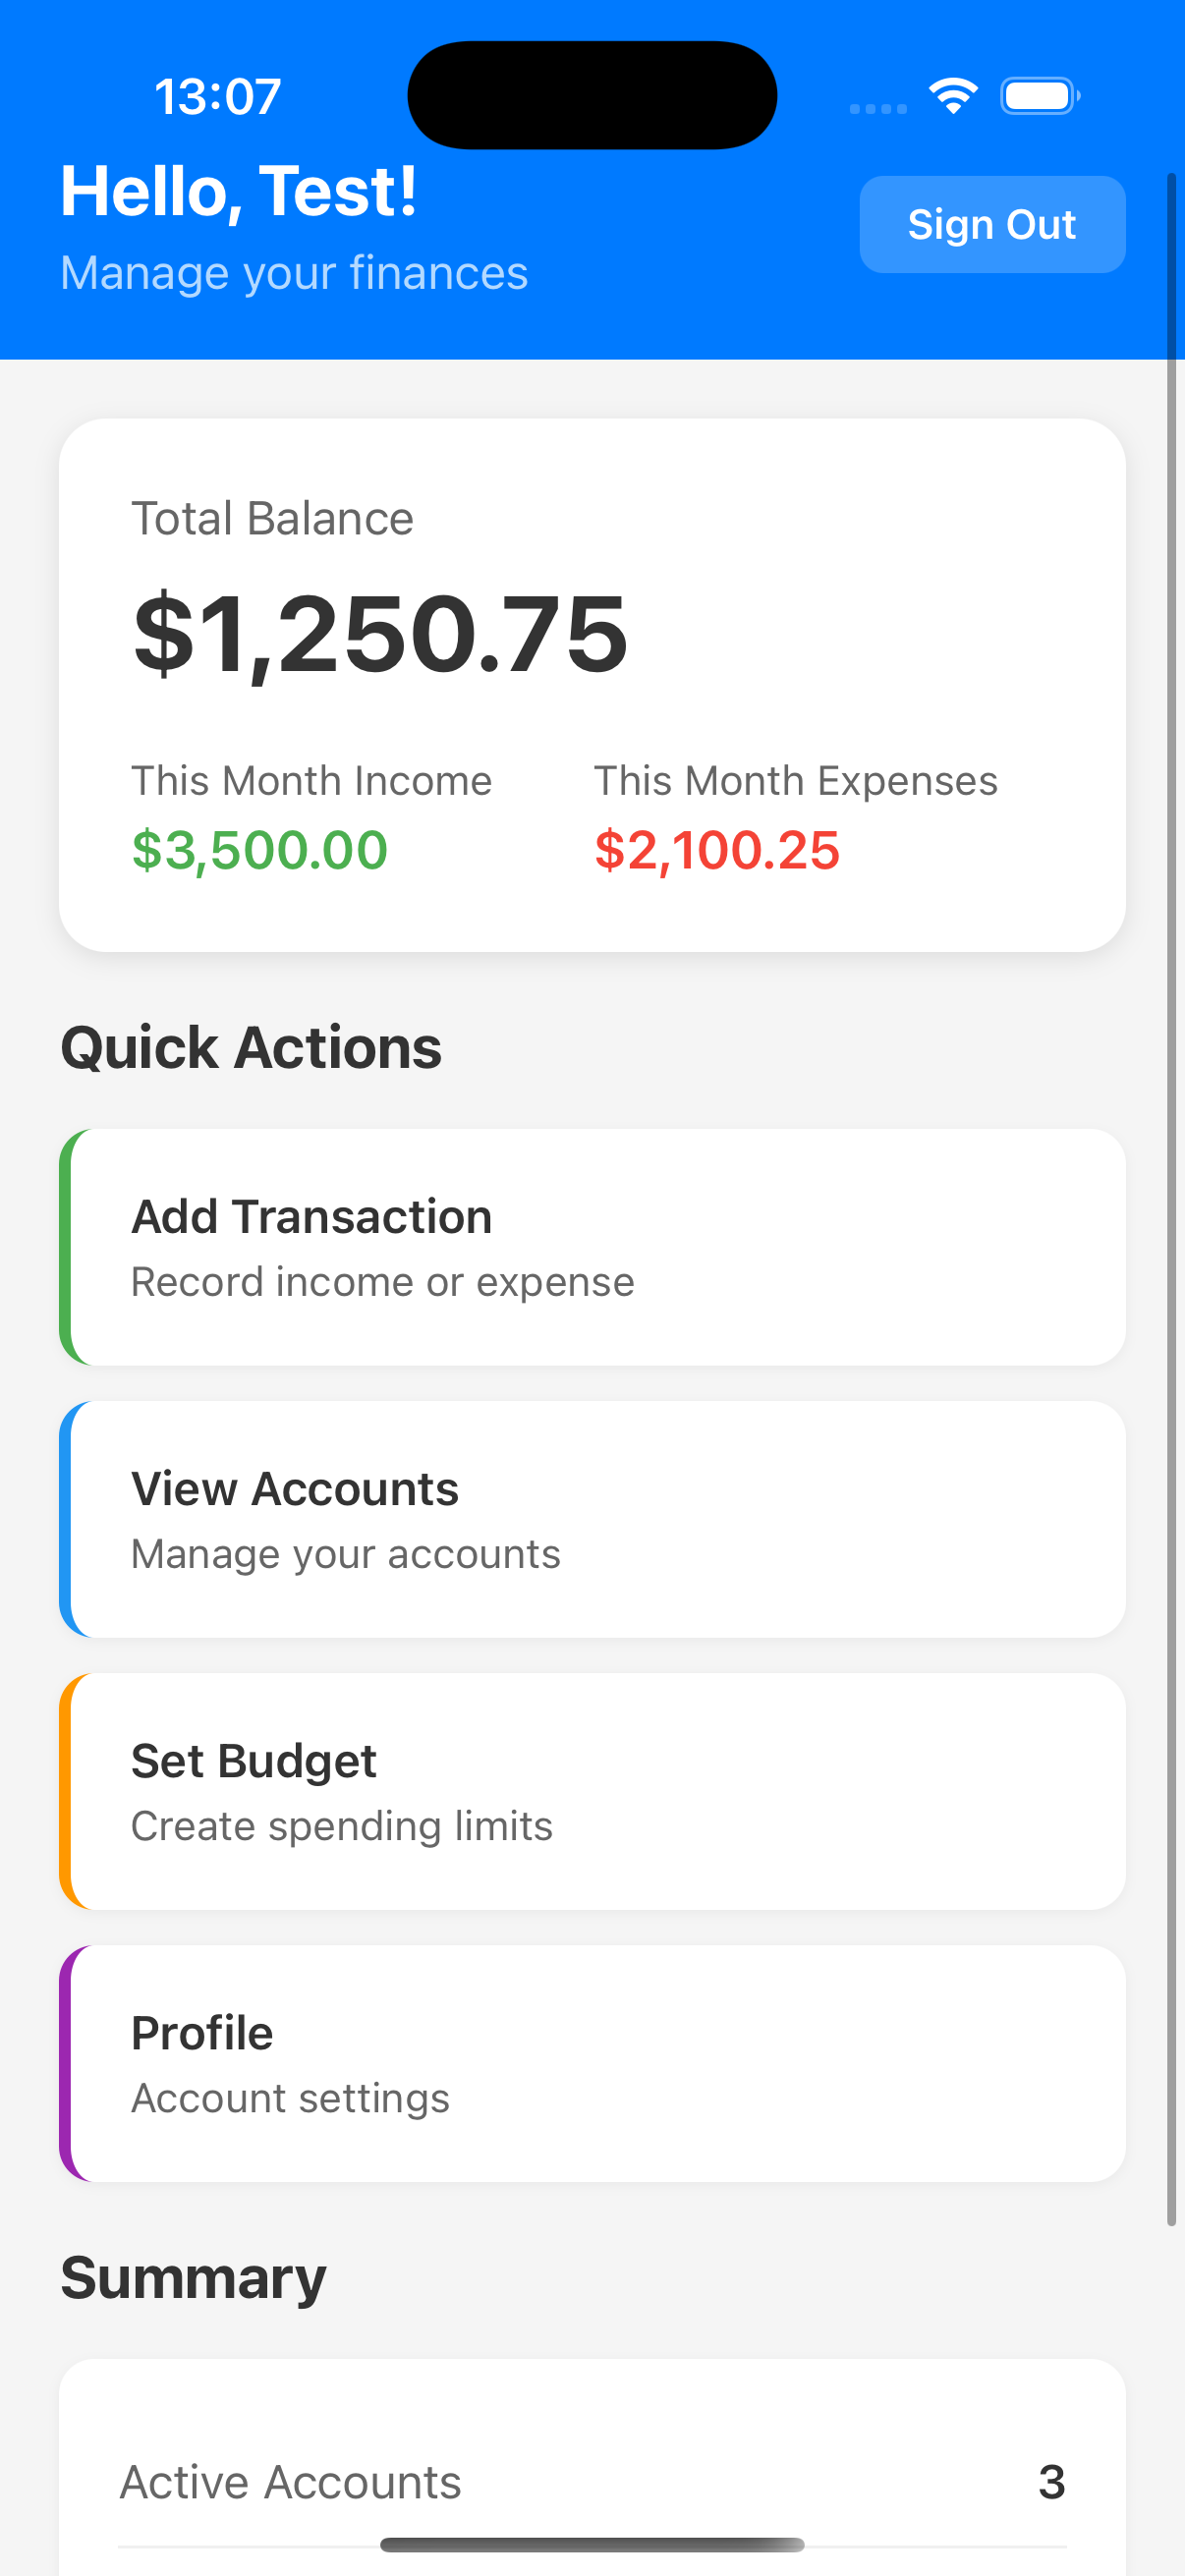 13:07
Hello, Test!
Sign Out
Manage your finances
Total Balance
$1,250.75
This Month Income
This Month Expenses
$3,500.00
$2,100.25
Quick Actions
Add Transaction
Record income or expense
View Accounts
Manage your accounts
Set Budget
Create spending limits
Profile
Account settings
Summary
Active Accounts
3